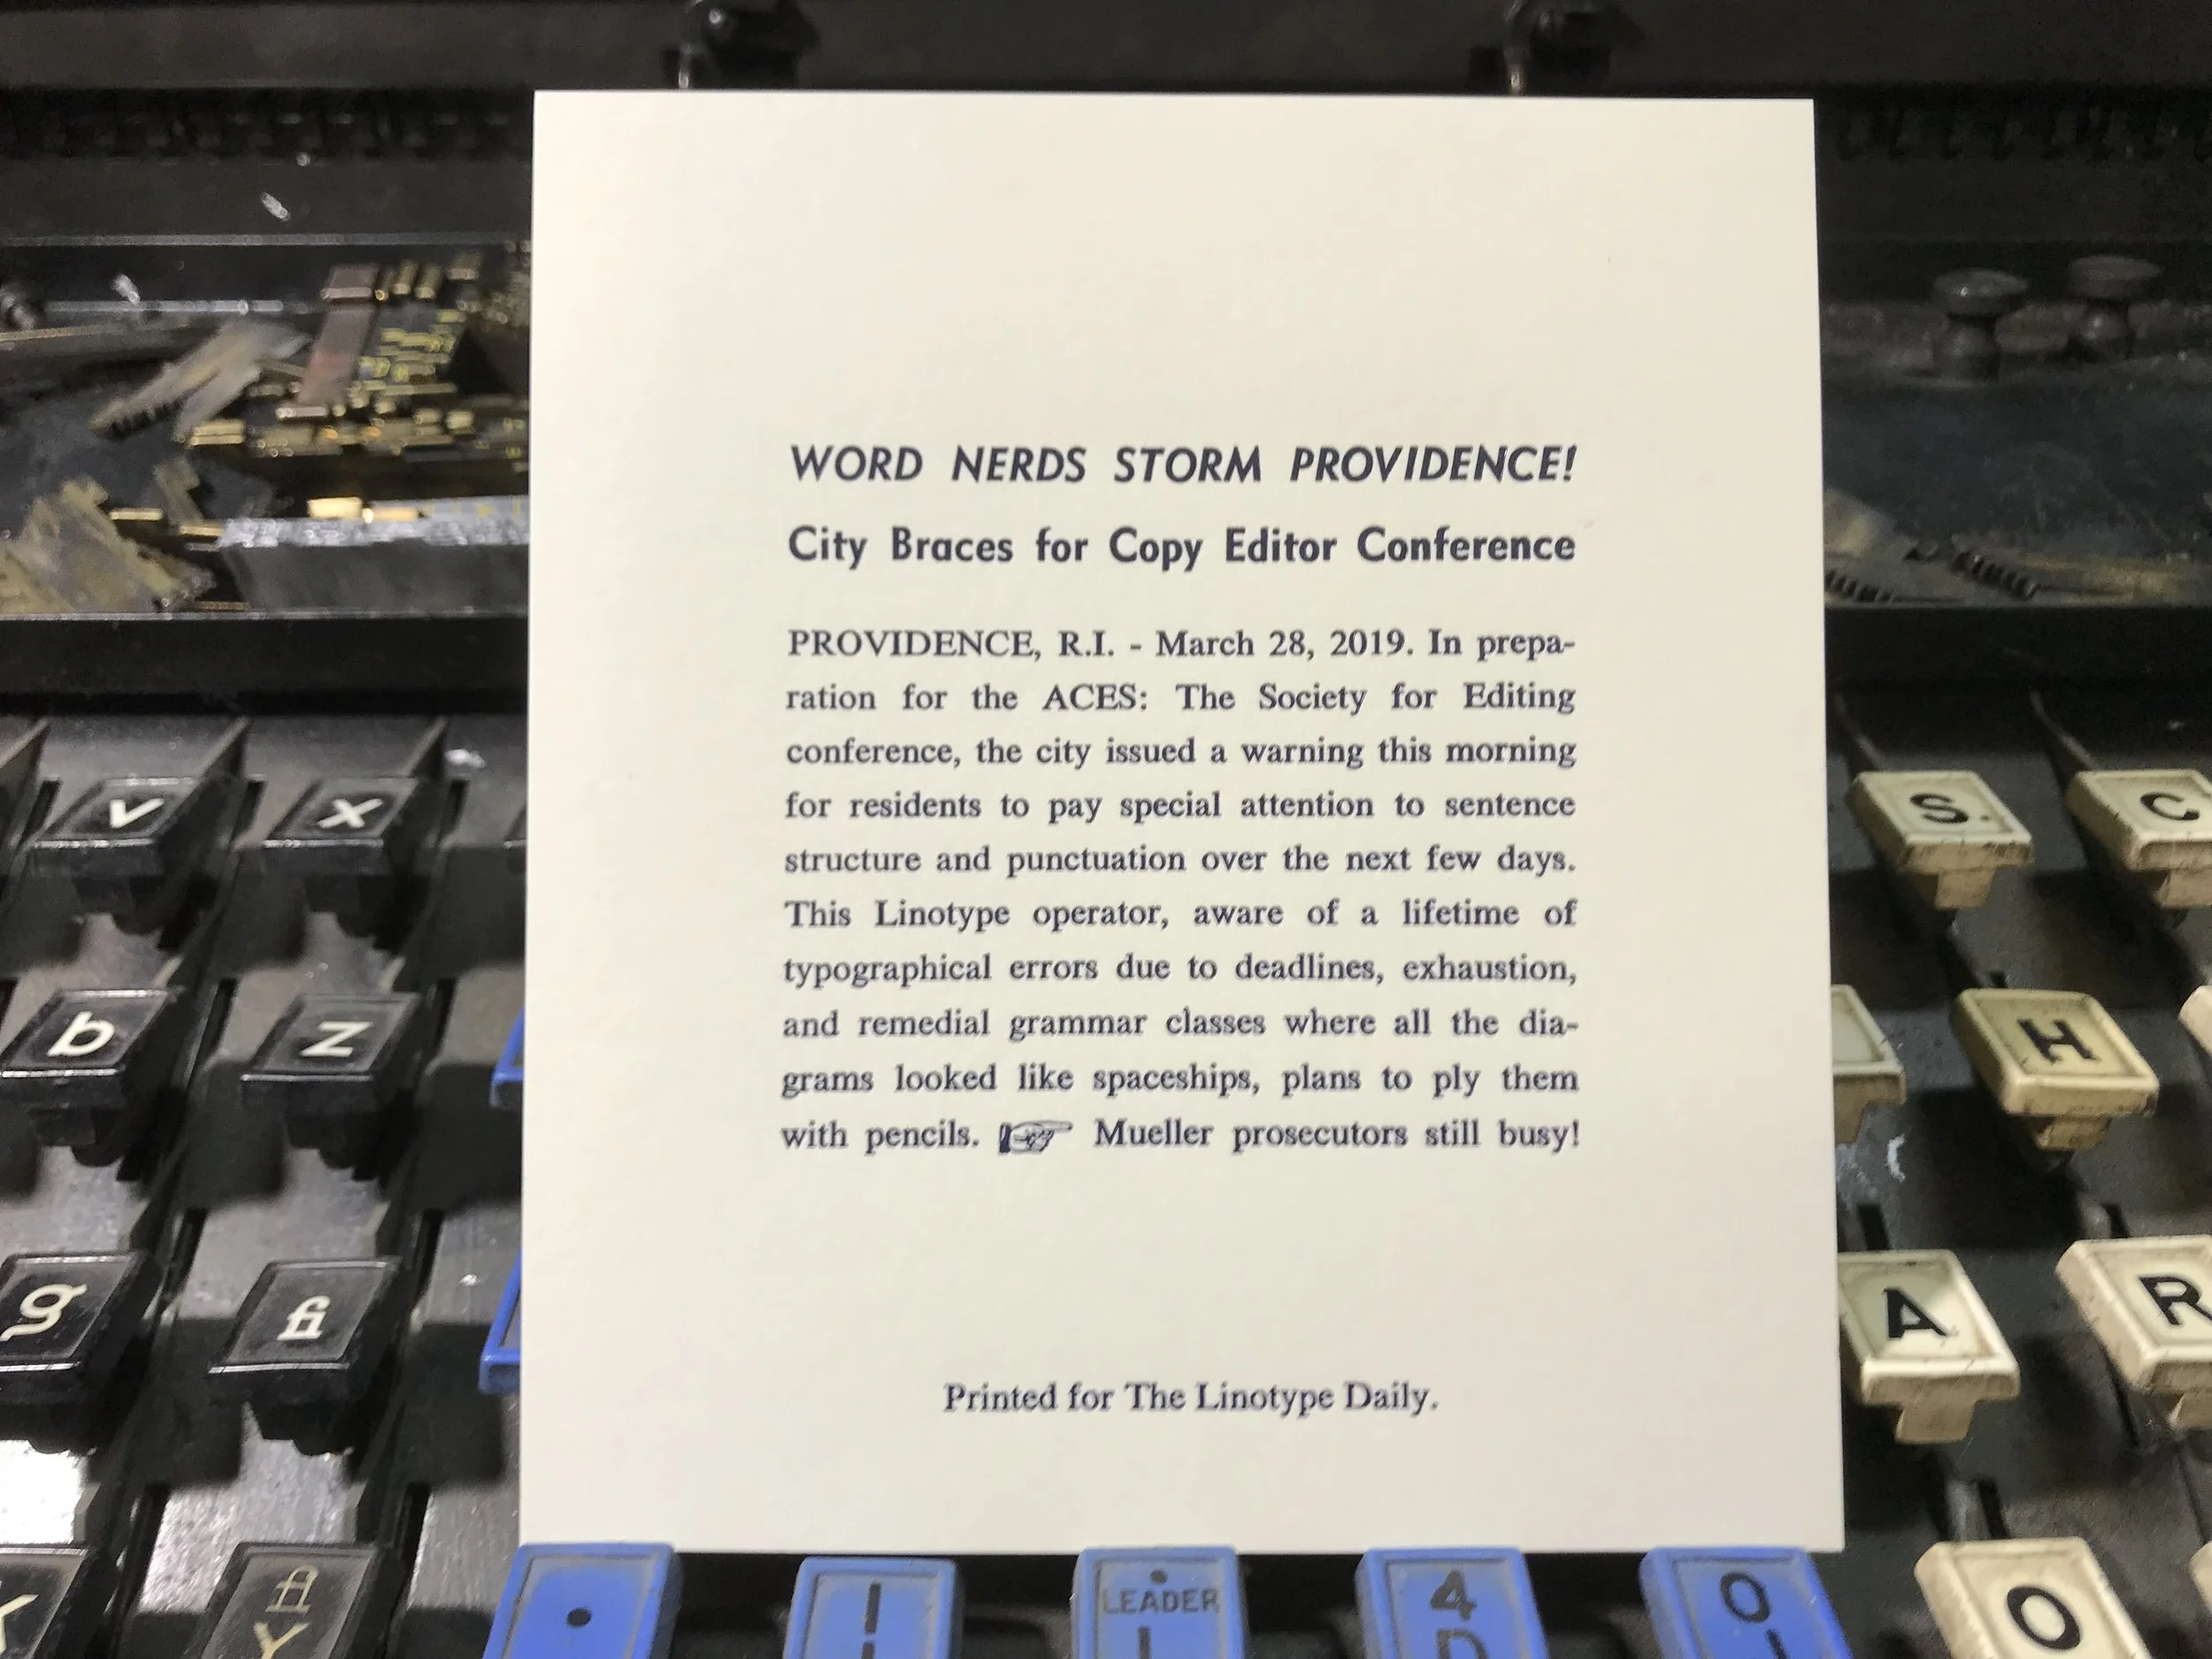 WORD NERDS STORM PROVIDENCE!
City Braces for Copy Editor Conference
PROVIDENCE, R.I. - March 28, 2019. In prepa-
ration for the ACES: The Society for Editing
conference, the city issued a warning this morning
for residents to pay special attention to sentence
structure and punctuation over the next few days.
This Linotype operator, aware of a lifetime of
typographical errors due to deadlines, exhaustion,
and remedial grammar classes where all the dia-
grams looked like spaceships, plans to ply them
with pencils. ☞ Mueller prosecutors still busy!
Printed for The Linotype Daily.
v x S. C
b z H
g fi A R
fl
Y
•
LEADER
4
0
O